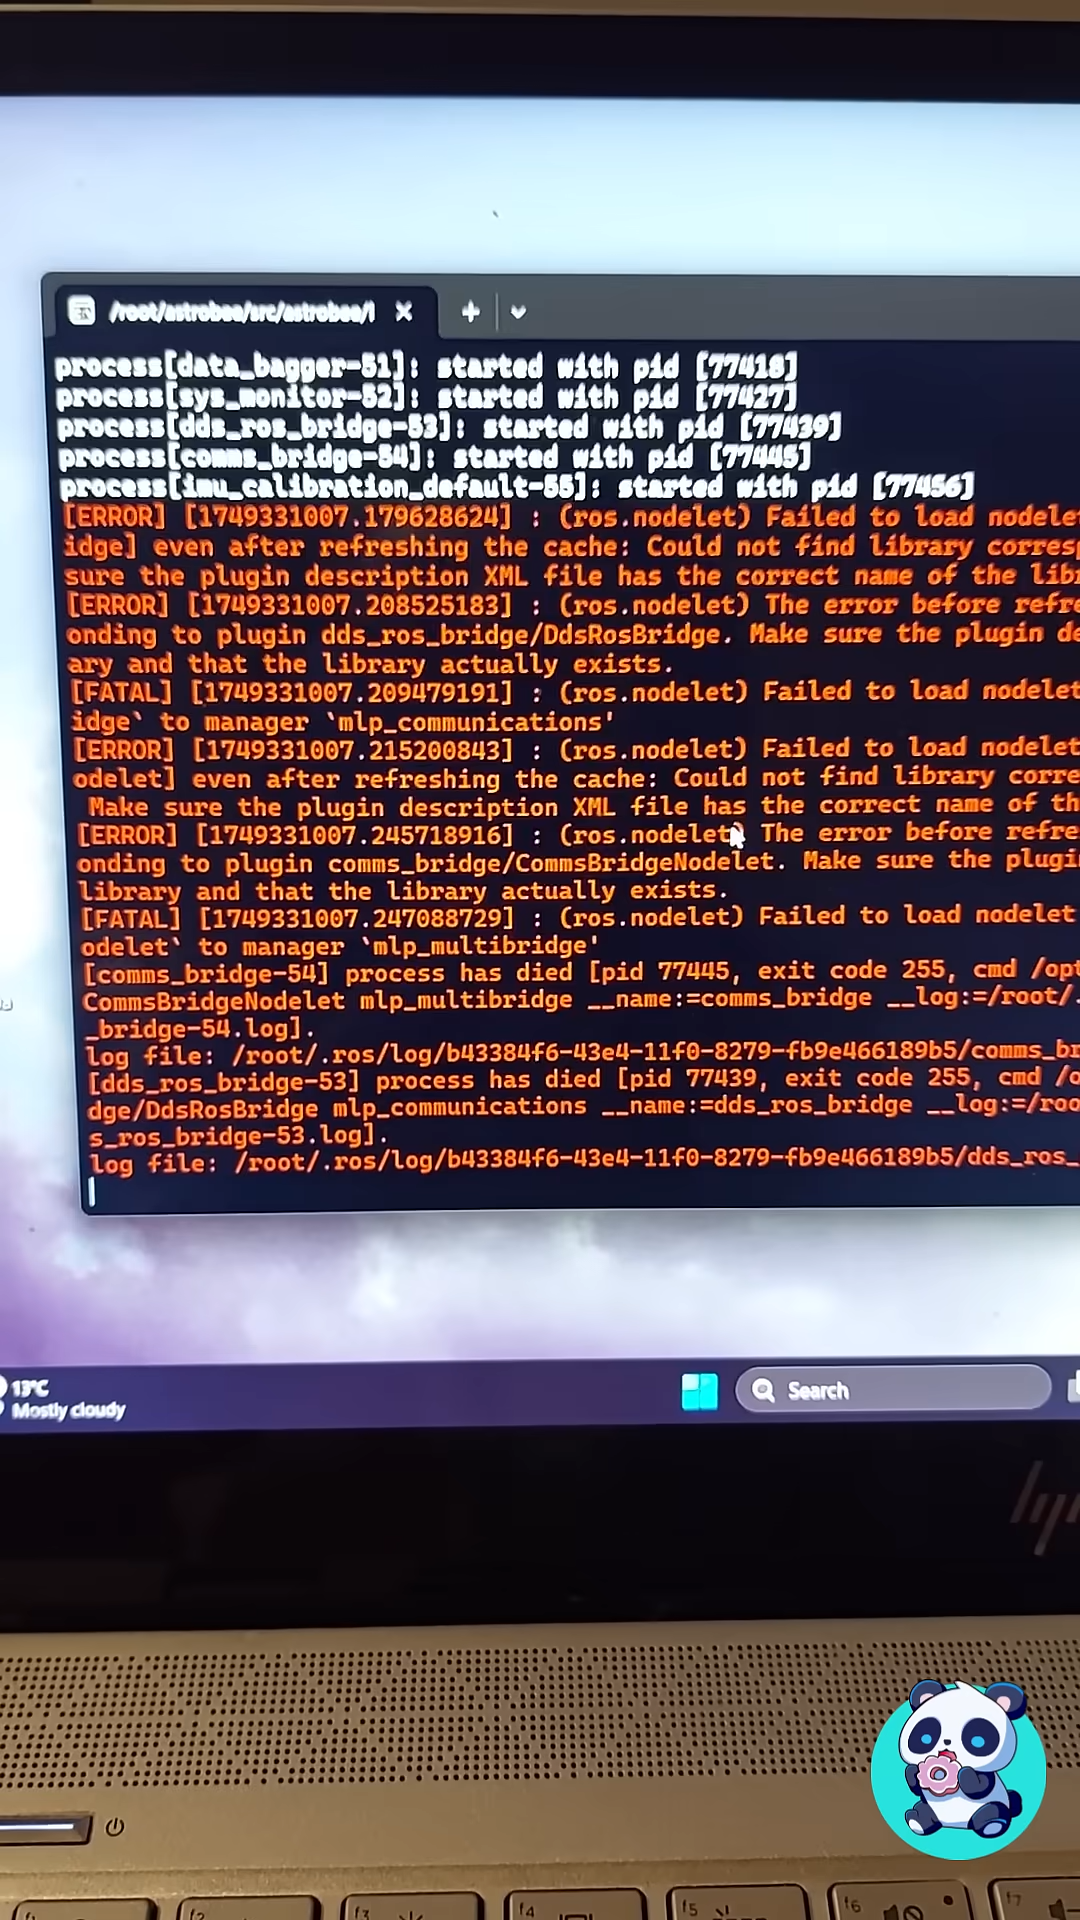 /root/astrobee/src/astrobee/l
process[data_bagger-51]: started with pid [77418]
process[sys_monitor-52]: started with pid [77427]
process[dds_ros_bridge-53]: started with pid [77439]
process[comms_bridge-54]: started with pid [77445]
process[imu_calibration_default-55]: started with pid [77456]
[ERROR] [1749331007.179628624] : (ros.nodelet) Failed to load nodele
idge] even after refreshing the cache: Could not find library corresp
sure the plugin description XML file has the correct name of the lib
[ERROR] [1749331007.208525183] : (ros.nodelet) The error before refre
onding to plugin dds_ros_bridge/DdsRosBridge. Make sure the plugin de
ary and that the library actually exists.
[FATAL] [1749331007.209479191] : (ros.nodelet) Failed to load nodelet
idge` to manager `mlp_communications'
[ERROR] [1749331007.215200843] : (ros.nodelet) Failed to load nodelet
odelet] even after refreshing the cache: Could not find library corre
Make sure the plugin description XML file has the correct name of th
[ERROR] [1749331007.245718916] : (ros.nodelet) The error before refre
onding to plugin comms_bridge/CommsBridgeNodelet. Make sure the plugi
library and that the library actually exists.
[FATAL] [1749331007.247088729] : (ros.nodelet) Failed to load nodelet
odelet` to manager `mlp_multibridge'
[comms_bridge-54] process has died [pid 77445, exit code 255, cmd /opt
CommsBridgeNodelet mlp_multibridge __name:=comms_bridge __log:=/root/.
_bridge-54.log].
log file: /root/.ros/log/b43384f6-43e4-11f0-8279-fb9e466189b5/comms_br
[dds_ros_bridge-53] process has died [pid 77439, exit code 255, cmd /o
dge/DdsRosBridge mlp_communications __name:=dds_ros_bridge __log:=/roo
s_ros_bridge-53.log].
log file: /root/.ros/log/b43384f6-43e4-11f0-8279-fb9e466189b5/dds_ros_
13°C
Mostly cloudy
Search
hp
f4
f5
f6
f7